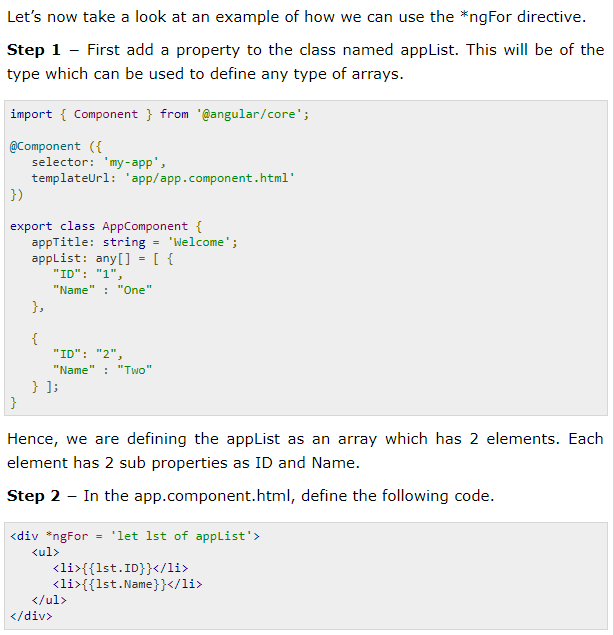 Let’s now take a look at an example of how we can use the *ngFor directive.
Step 1 − First add a property to the class named appList. This will be of the
type which can be used to define any type of arrays.
import { Component } from '@angular/core';
@Component ({
   selector: 'my-app',
   templateUrl: 'app/app.component.html'
})
export class AppComponent {
   appTitle: string = 'Welcome';
   appList: any[] = [ {
      "ID": "1",
      "Name" : "One"
   },
   {
      "ID": "2",
      "Name" : "Two"
   } ];
}
Hence, we are defining the appList as an array which has 2 elements. Each
element has 2 sub properties as ID and Name.
Step 2 − In the app.component.html, define the following code.
<div *ngFor = 'let lst of appList'>
   <ul>
      <li>{{lst.ID}}</li>
      <li>{{lst.Name}}</li>
   </ul>
</div>